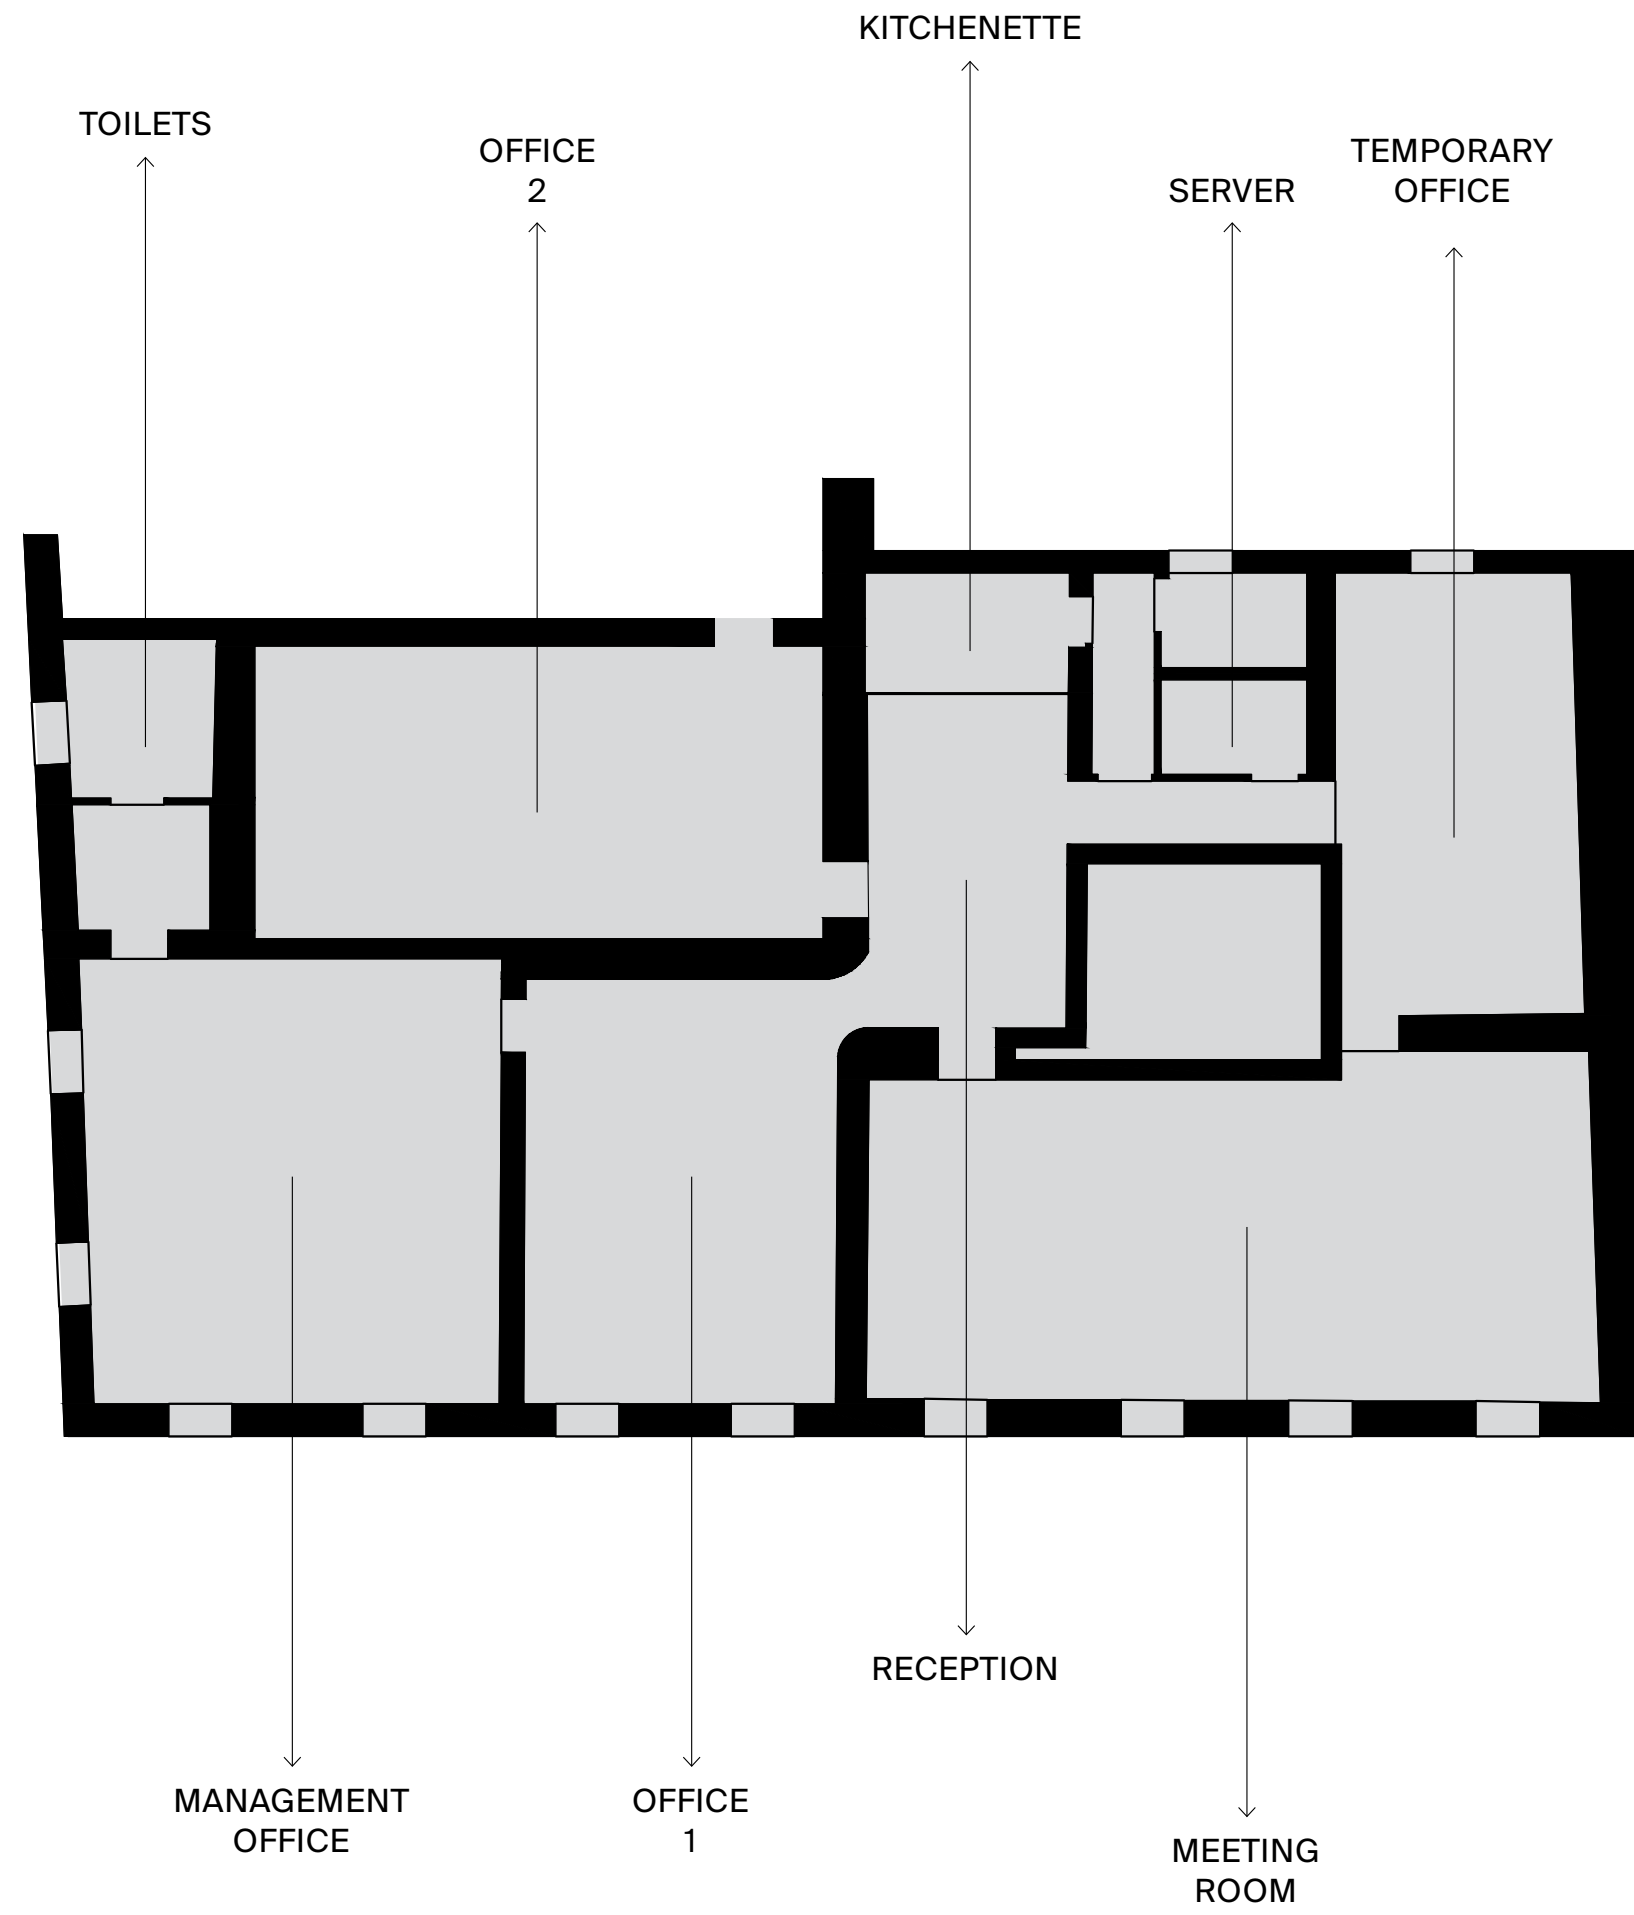 KITCHENETTE
TOILETS
OFFICE
2
SERVER
TEMPORARY
OFFICE
RECEPTION
MANAGEMENT
OFFICE
OFFICE
1
MEETING
ROOM